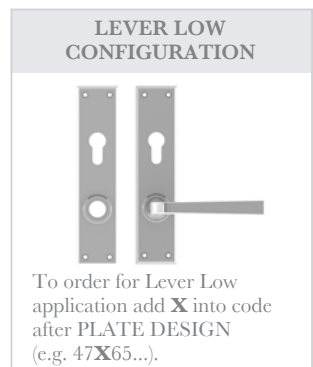 LEVER LOW
CONFIGURATION
To order for Lever Low
application add X into code
after PLATE DESIGN
(e.g. 47X65...).